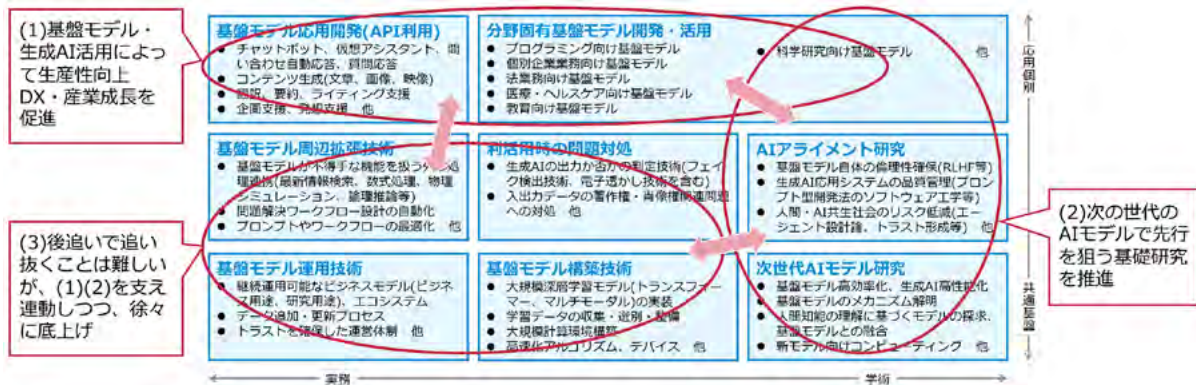 (1)基盤モデル・
生成AI活用によっ
て生産性向上
DX・産業成長を
促進
基盤モデル応用開発(API利用)
● チャットボット、仮想アシスタント、問
い合わせ自動応答、質問応答
● コンテンツ生成(文章、画像、映像)
● 翻訳、要約、ライティング支援
● 企画支援、発想支援 他
分野固有基盤モデル開発・活用
● プログラミング向け基盤モデル
● 個別企業業務向け基盤モデル
● 法業務向け基盤モデル
● 医療・ヘルスケア向け基盤モデル
● 教育向け基盤モデル
● 科学研究向け基盤モデル 他
応用個別
基盤モデル周辺拡張技術
● 基盤モデルが不得手な機能を扱う外部処
理連携(最新情報検索、数式処理、物理
シミュレーション、論理推論等)
● 問題解決ワークフロー設計の自動化
● プロンプトやワークフローの最適化 他
利活用時の問題対処
● 生成AIの出力か否かの判定技術(フェイ
ク検出技術、電子透かし技術を含む)
● 入出力データの著作権・肖像権関連問題
への対処 他
AIアライメント研究
● 基盤モデル自体の倫理性確保(RLHF等)
● 生成AI応用システムの品質管理(プロン
プト型開発法のソフトウェア工学等)
● 人間・AI共生社会のリスク低減(エー
ジェント設計論、トラスト形成等) 他
(2)次の世代の
AIモデルで先行
を狙う基礎研究
を推進
(3)後追いで追い
抜くことは難しい
が、(1)(2)を支え
連動しつつ、徐々
に底上げ
基盤モデル運用技術
● 継続運用可能なビジネスモデル(ビジネ
ス用途、研究用途)、エコシステム
● データ追加・更新プロセス
● トラストを確保した運営体制 他
基盤モデル構築技術
● 大規模深層学習モデル(トランスフォー
マー、マルチモーダル)の実装
● 学習データの収集・選別・整備
● 大規模計算環境構築
● 高速化アルゴリズム、デバイス 他
次世代AIモデル研究
● 基盤モデル高効率化、生成AI高性能化
● 基盤モデルのメカニズム解明
● 人間知能の理解に基づくモデルの探求、
基盤モデルとの融合
● 新モデル向けコンピューティング 他
共通基盤
実務
学術